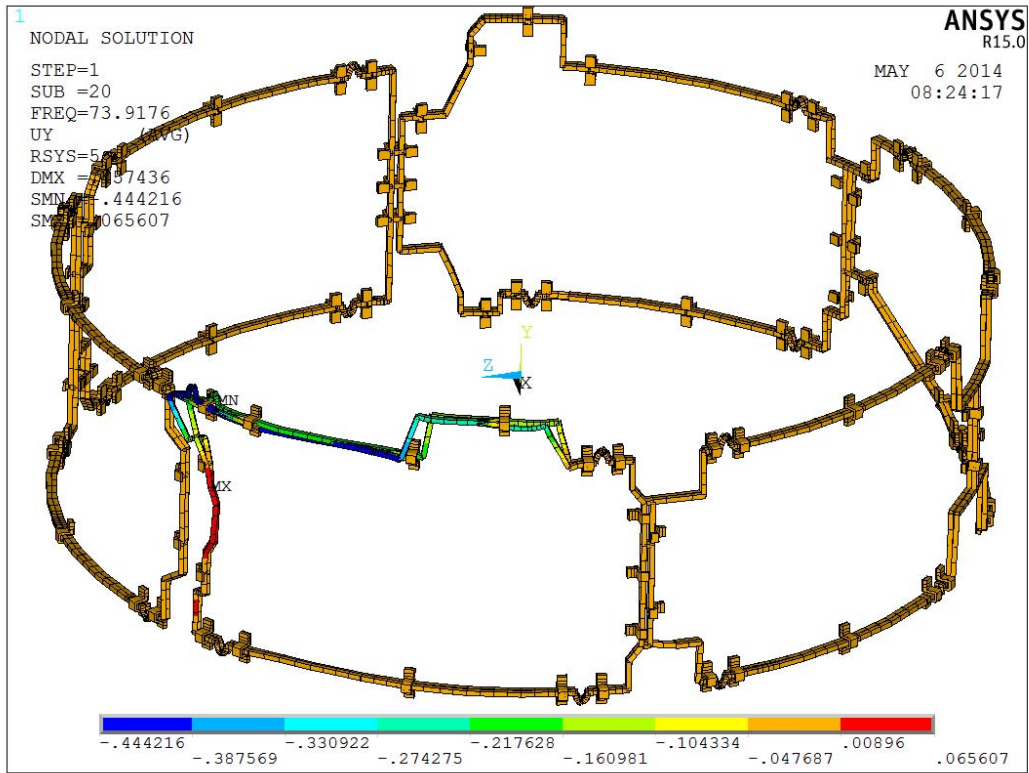 1
NODAL SOLUTION
ANSYS
R15.0
STEP=1
SUB =20
FREQ=73.9176
UY (AVG)
RSYS=5
DMX = .57436
SMN =-.444216
SMX .065607
MAY 6 2014
08:24:17
Y
Z
X
MN
MX
-.444216 -.330922 -.217628 -.104334 .00896
-.387569 -.274275 -.160981 -.047687 .065607